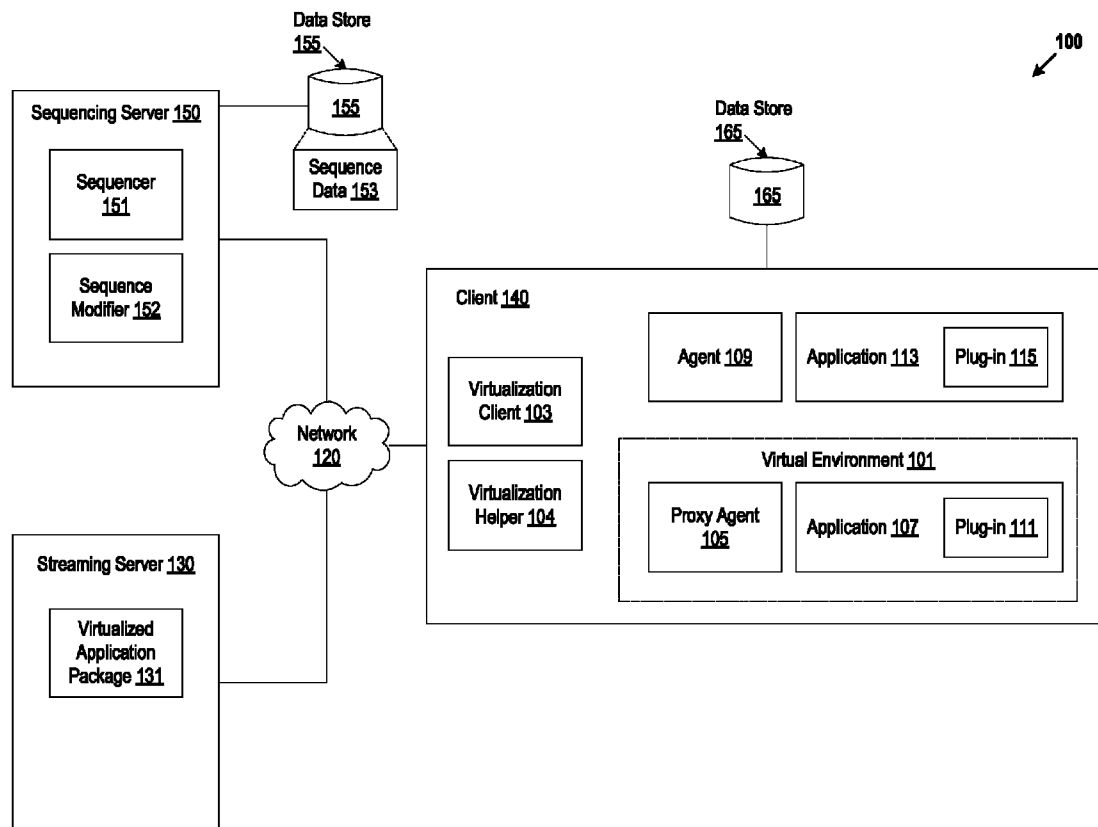 Data Store
155
100
Sequencing Server 150
155
Sequencer
151
Sequence
Data 153
Sequence
Modifier 152
Data Store
165
165
Client 140
Agent 109
Application 113
Plug-in 115
Virtualization
Client 103
Network
120
Virtualization
Helper 104
Virtual Environment 101
Proxy Agent
105
Application 107
Plug-in 111
Streaming Server 130
Virtualized
Application
Package 131